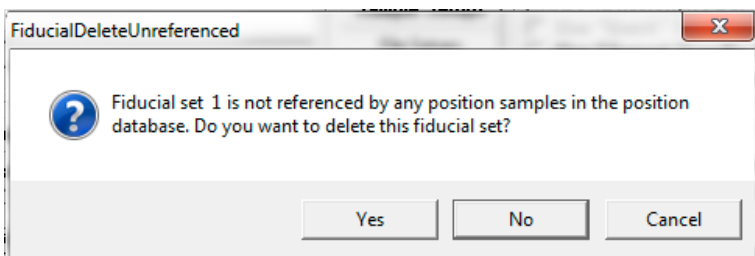 FiducialDeleteUnreferenced
Fiducial set 1 is not referenced by any position samples in the position
database. Do you want to delete this fiducial set?
Yes
No
Cancel